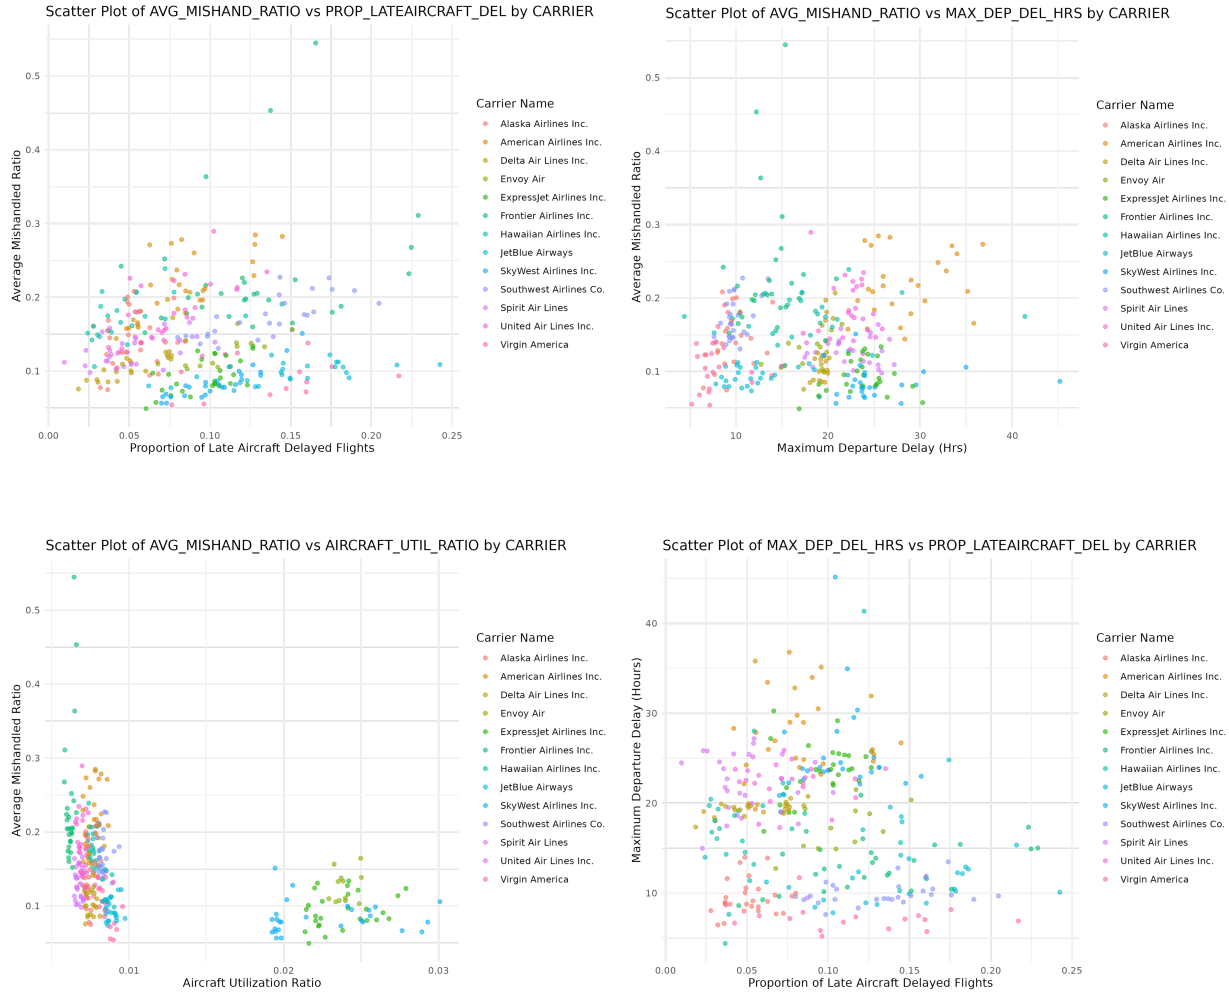 Scatter Plot of AVG_MISHAND_RATIO vs PROP_LATEAIRCRAFT_DEL by CARRIER
Average Mishandled Ratio
0.5
0.4
0.3
0.2
0.1
0.00
0.05
0.10
0.15
0.20
0.25
Proportion of Late Aircraft Delayed Flights
Carrier Name
Alaska Airlines Inc.
American Airlines Inc.
Delta Air Lines Inc.
Envoy Air
ExpressJet Airlines Inc.
Frontier Airlines Inc.
Hawaiian Airlines Inc.
JetBlue Airways
SkyWest Airlines Inc.
Southwest Airlines Co.
Spirit Air Lines
United Air Lines Inc.
Virgin America
Scatter Plot of AVG_MISHAND_RATIO vs MAX_DEP_DEL_HRS by CARRIER
Average Mishandled Ratio
0.5
0.4
0.3
0.2
0.1
10
20
30
40
Maximum Departure Delay (Hrs)
Carrier Name
Alaska Airlines Inc.
American Airlines Inc.
Delta Air Lines Inc.
Envoy Air
ExpressJet Airlines Inc.
Frontier Airlines Inc.
Hawaiian Airlines Inc.
JetBlue Airways
SkyWest Airlines Inc.
Southwest Airlines Co.
Spirit Air Lines
United Air Lines Inc.
Virgin America
Scatter Plot of AVG_MISHAND_RATIO vs AIRCRAFT_UTIL_RATIO by CARRIER
Average Mishandled Ratio
0.5
0.4
0.3
0.2
0.1
0.01
0.02
0.03
Aircraft Utilization Ratio
Carrier Name
Alaska Airlines Inc.
American Airlines Inc.
Delta Air Lines Inc.
Envoy Air
ExpressJet Airlines Inc.
Frontier Airlines Inc.
Hawaiian Airlines Inc.
JetBlue Airways
SkyWest Airlines Inc.
Southwest Airlines Co.
Spirit Air Lines
United Air Lines Inc.
Virgin America
Scatter Plot of MAX_DEP_DEL_HRS vs PROP_LATEAIRCRAFT_DEL by CARRIER
Maximum Departure Delay (Hours)
40
30
20
10
0.00
0.05
0.10
0.15
0.20
0.25
Proportion of Late Aircraft Delayed Flights
Carrier Name
Alaska Airlines Inc.
American Airlines Inc.
Delta Air Lines Inc.
Envoy Air
ExpressJet Airlines Inc.
Frontier Airlines Inc.
Hawaiian Airlines Inc.
JetBlue Airways
SkyWest Airlines Inc.
Southwest Airlines Co.
Spirit Air Lines
United Air Lines Inc.
Virgin America